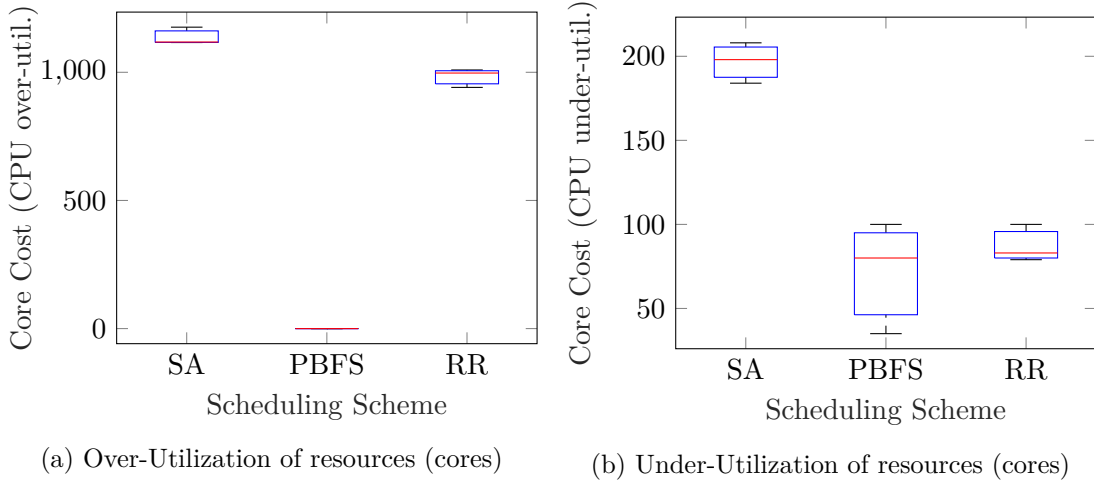 Core Cost (CPU over-util.)
1,000
500
0
SA PBFS RR
Scheduling Scheme
(a) Over-Utilization of resources (cores)
Core Cost (CPU under-util.)
200
150
100
50
SA PBFS RR
Scheduling Scheme
(b) Under-Utilization of resources (cores)